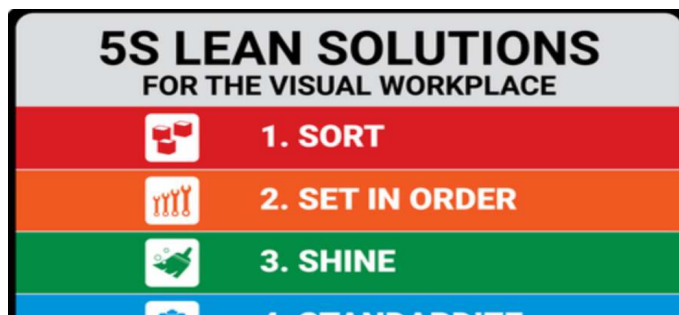 5S LEAN SOLUTIONS
FOR THE VISUAL WORKPLACE
1. SORT
2. SET IN ORDER
3. SHINE